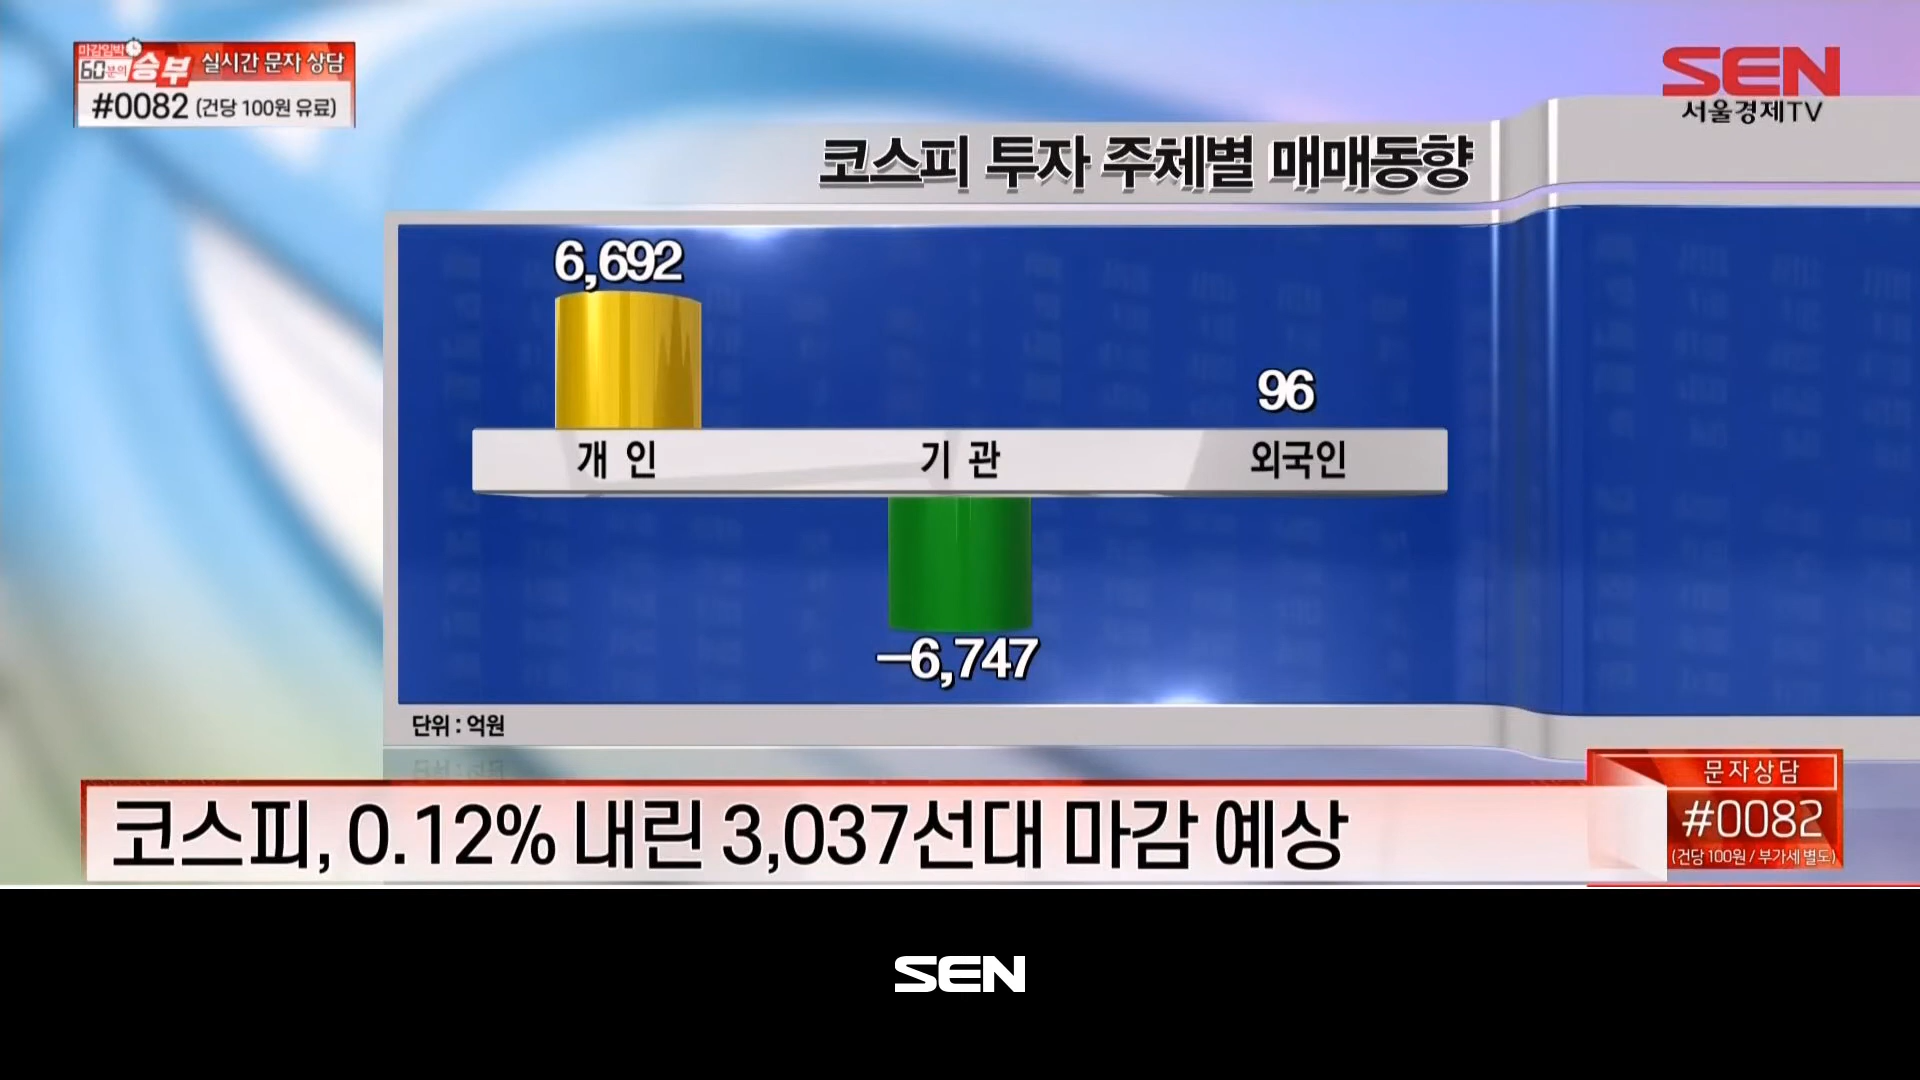 마감임박
60분의 승부 실시간 문자 상담
#0082 (건당 100원 유료)
SEN
서울경제TV
코스피 투자 주체별 매매동향
6,692
96
개 인 기 관 외국인
-6,747
단위 : 억원
코스피, 0.12% 내린 3,037선대 마감 예상
문자상담
#0082
(건당 100원 / 부가세 별도)
SEN